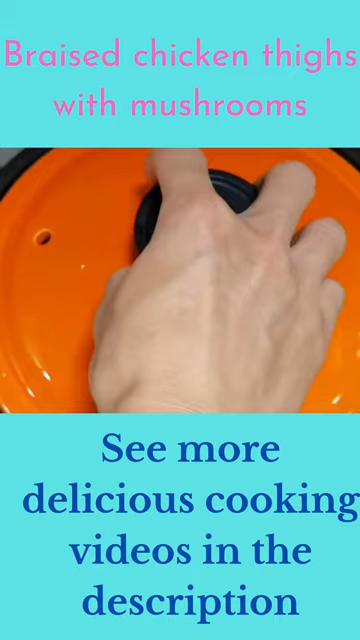 Braised chicken thighs
with mushrooms
See more
delicious cooking
videos in the
description